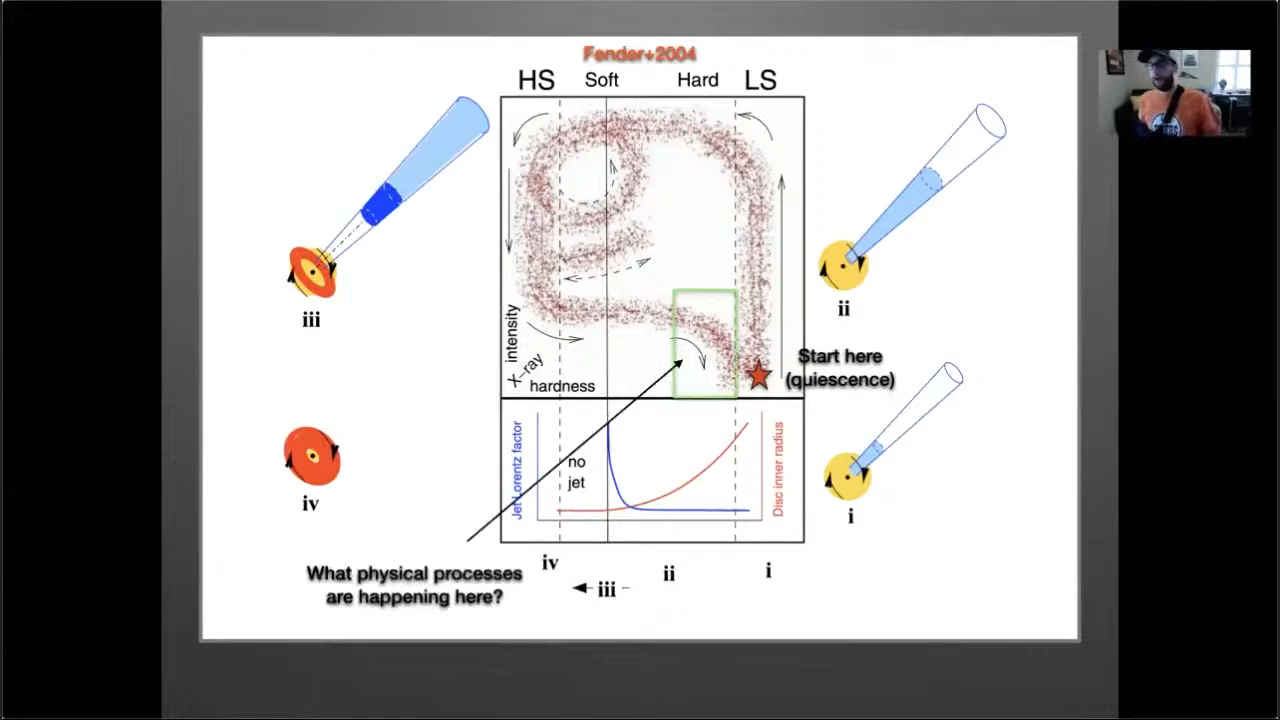 Fender+2004
HS
Soft
Hard
LS
iii
ii
intensity
X-ray
hardness
Start here
(quiescence)
Jet Lorentz factor
no
jet
Disc inner radius
iv
i
What physical processes
are happening here?
iv
iii
ii
i